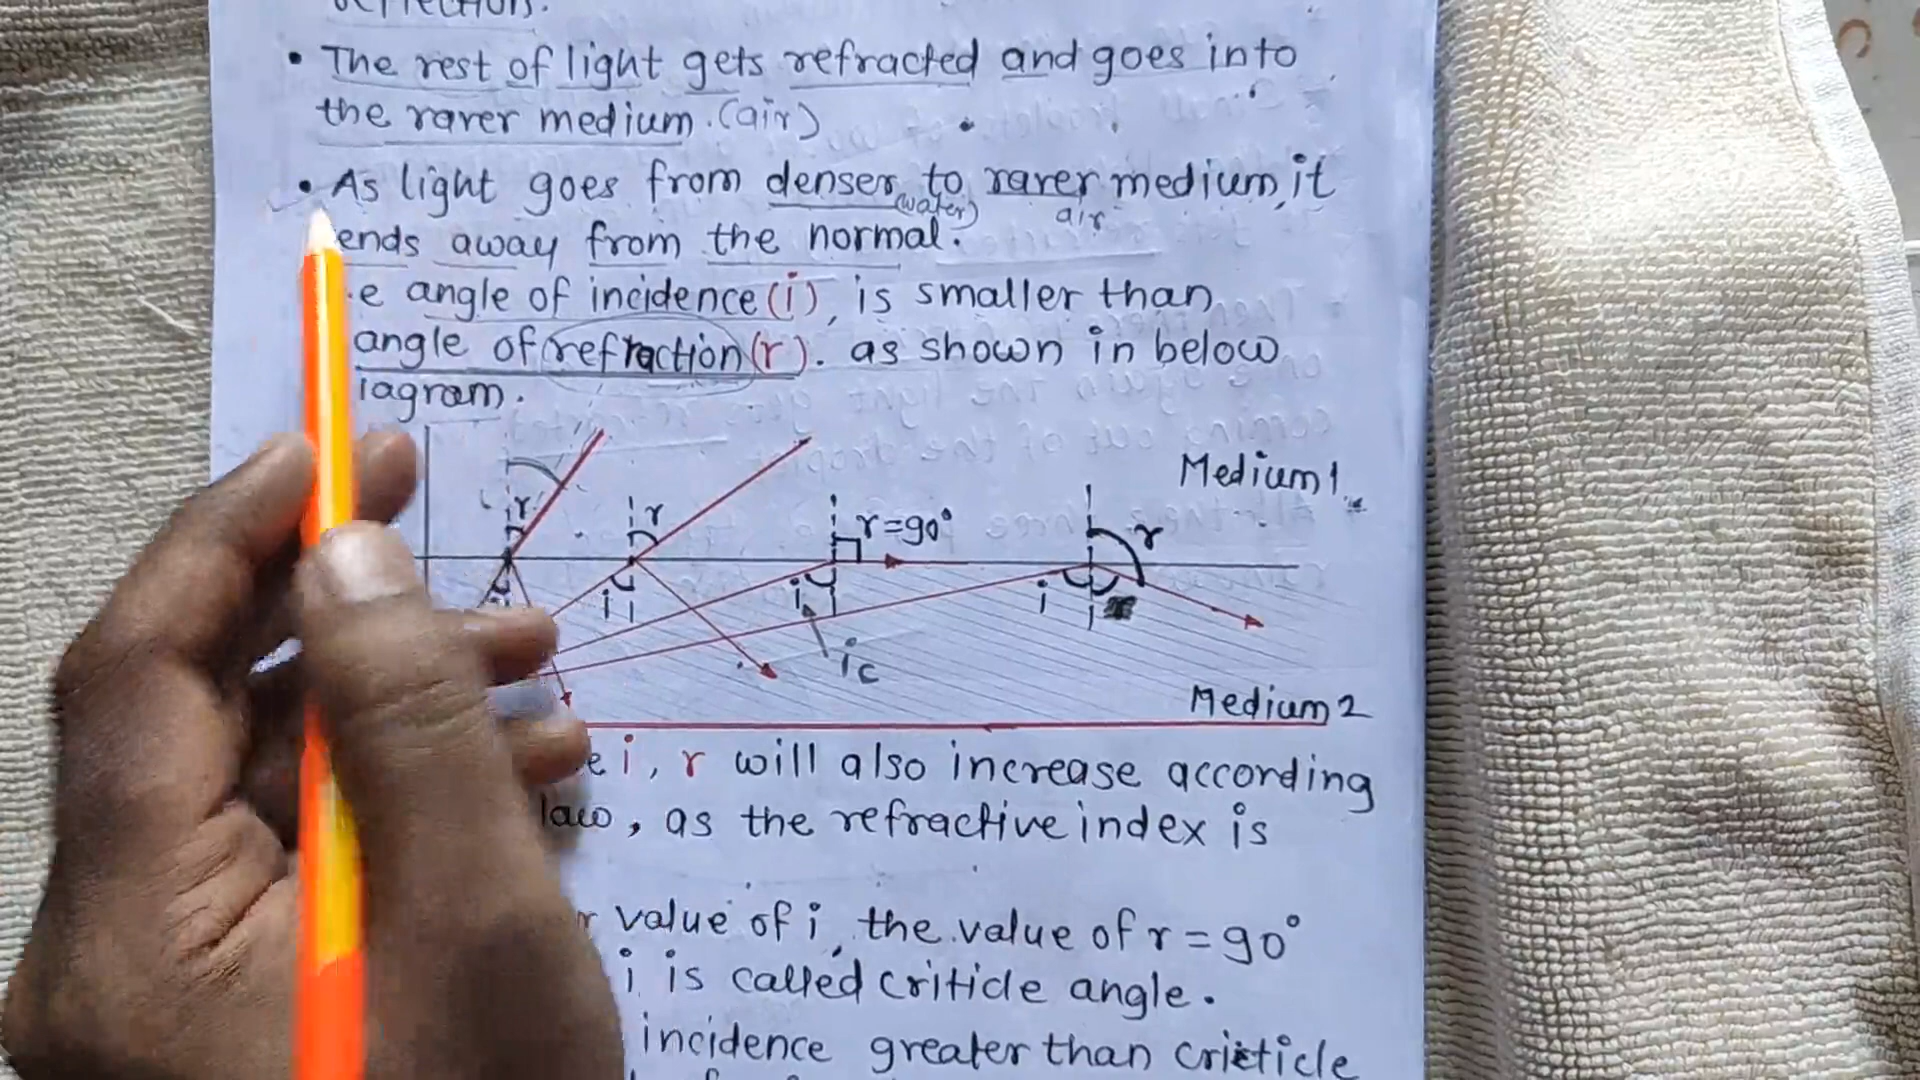 • The rest of light gets refracted and goes into
the rarer medium. (air)
• As light goes from denser to rarer medium, it
(water) air
ends away from the normal.
e angle of incidence (i), is smaller than
angle of refraction (r). as shown in below
iagram.
Medium 1
r r r=90° r
i i i
ic
Medium 2
e i, r will also increase according
law, as the refractive index is
r value of i, the value of r = 90°
i is called criticle angle.
incidence greater than criticle